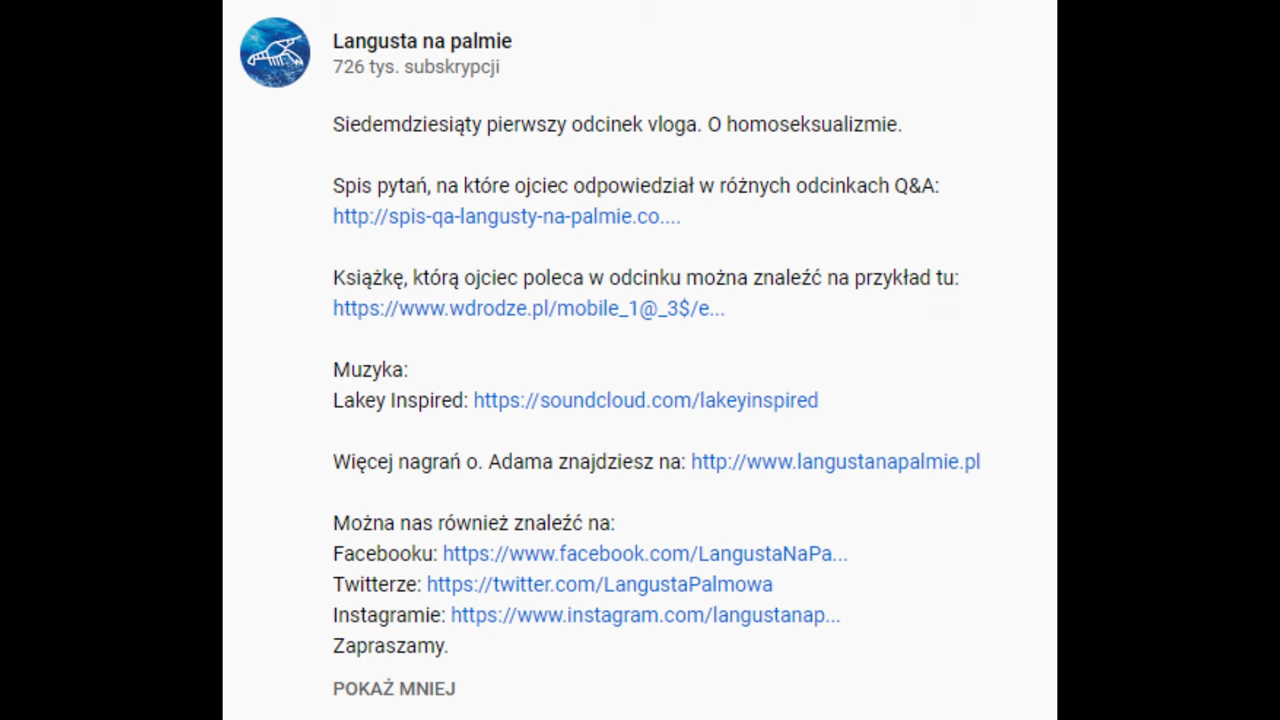 Langusta na palmie
726 tys. subskrypcji
Siedemdziesiąty pierwszy odcinek vloga. O homoseksualizmie.
Spis pytań, na które ojciec odpowiedział w różnych odcinkach Q&A:
http://spis-qa-langusty-na-palmie.co....
Książkę, którą ojciec poleca w odcinku można znaleźć na przykład tu:
https://www.wdrodze.pl/mobile_1@_3$/e...
Muzyka:
Lakey Inspired: https://soundcloud.com/lakeyinspired
Więcej nagrań o. Adama znajdziesz na: http://www.langustanapalmie.pl
Można nas również znaleźć na:
Facebooku: https://www.facebook.com/LangustaNaPa...
Twitterze: https://twitter.com/LangustaPalmowa
Instagramie: https://www.instagram.com/langustanap...
Zapraszamy.
POKAŻ MNIEJ